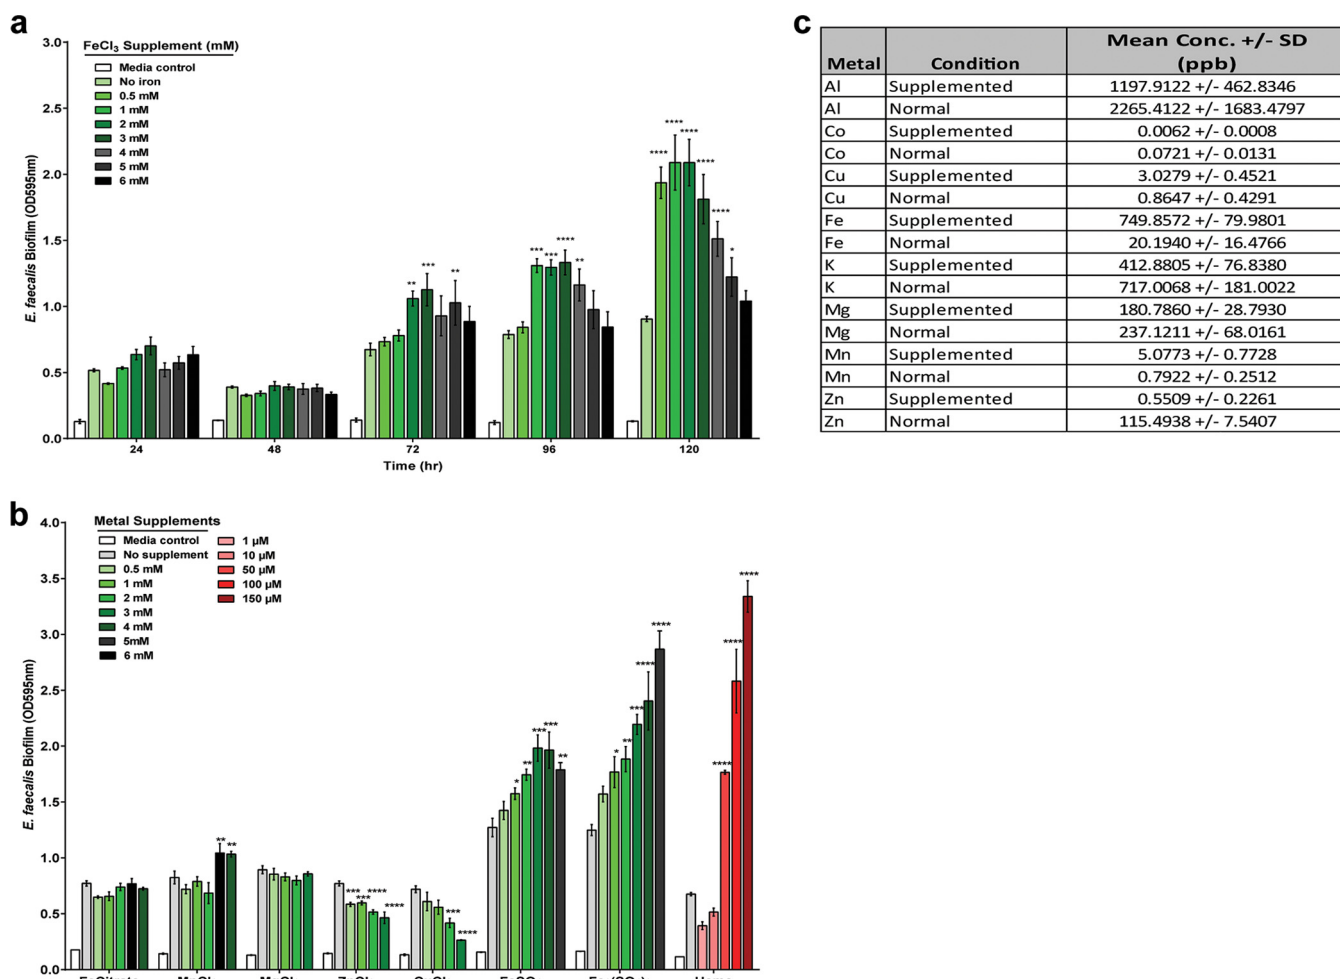 a
3.0
2.5
2.0
1.5
1.0
0.5
0.0
E. faecalis Biofilm (OD595nm)
FeCl3 Supplement (mM)
Media control
No iron
0.5 mM
1 mM
2 mM
3 mM
4 mM
5 mM
6 mM
** *** **
*** *** **** **
**** **** **** **** **** *
24 48 72 96 120
Time (hr)
c
Metal Condition Mean Conc. +/- SD
(ppb)
Al Supplemented 1197.9122 +/- 462.8346
Al Normal 2265.4122 +/- 1683.4797
Co Supplemented 0.0062 +/- 0.0008
Co Normal 0.0721 +/- 0.0131
Cu Supplemented 3.0279 +/- 0.4521
Cu Normal 0.8647 +/- 0.4291
Fe Supplemented 749.8572 +/- 79.9801
Fe Normal 20.1940 +/- 16.4766
K Supplemented 412.8805 +/- 76.8380
K Normal 717.0068 +/- 181.0022
Mg Supplemented 180.7860 +/- 28.7930
Mg Normal 237.1211 +/- 68.0161
Mn Supplemented 5.0773 +/- 0.7728
Mn Normal 0.7922 +/- 0.2512
Zn Supplemented 0.5509 +/- 0.2261
Zn Normal 115.4938 +/- 7.5407
b
4.0
3.5
3.0
2.5
2.0
1.5
1.0
0.5
0.0
E. faecalis Biofilm (OD595nm)
Metal Supplements
Media control
No supplement
0.5 mM
1 mM
2 mM
3 mM
4 mM
5mM
6 mM
1 µM
10 µM
50 µM
100 µM
150 µM
** **
*** *** **** ****
*** ****
* ** *** *** **
* ** *** **** ****
**** **** ****